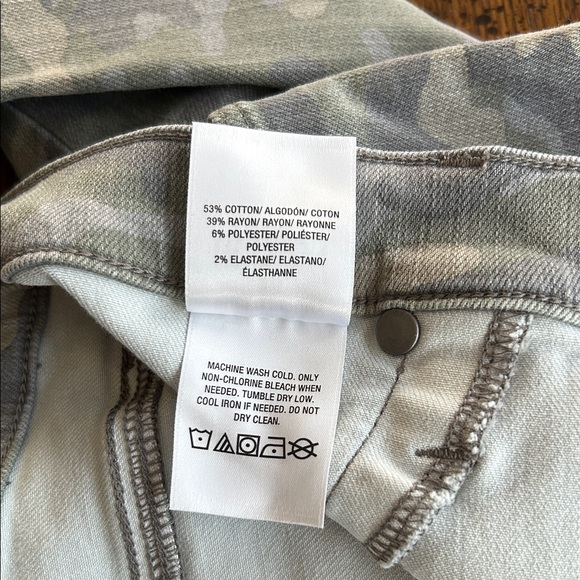 53% COTTON/ ALGODÓN/ COTON
39% RAYON/ RAYON/ RAYONNE
6% POLYESTER/ POLIÉSTER/
POLYESTER
2% ELASTANE/ ELASTANO/
ÉLASTHANNE
MACHINE WASH COLD. ONLY
NON-CHLORINE BLEACH WHEN
NEEDED. TUMBLE DRY LOW.
COOL IRON IF NEEDED. DO NOT
DRY CLEAN.